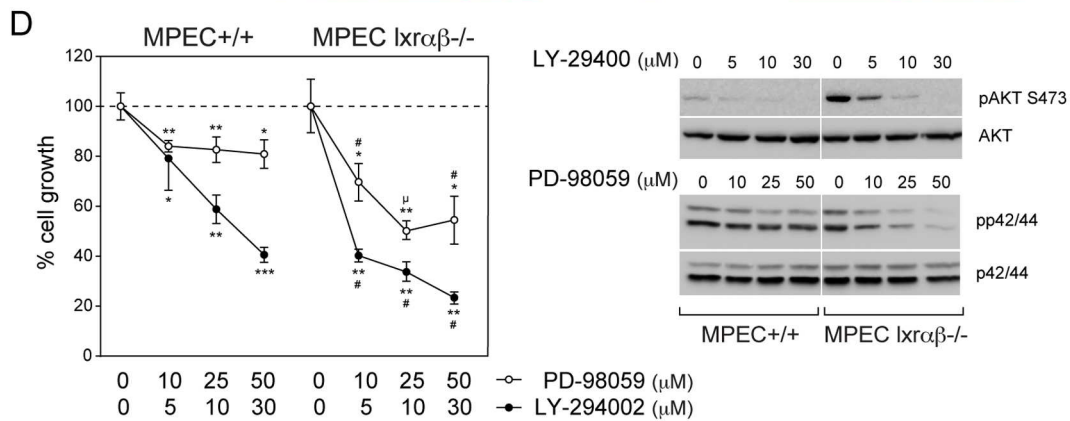 D
MPEC+/+ MPEC lxrαβ-/-
120
100
80
60
40
20
0
% cell growth
** ** *
*
**
***
#
*
µ
**
#
*
**
#
**
#
**
#
0 10 25 50 0 10 25 50 PD-98059 (µM)
0 5 10 30 0 5 10 30 LY-294002 (µM)
LY-29400 (µM) 0 5 10 30 0 5 10 30
pAKT S473
AKT
PD-98059 (µM) 0 10 25 50 0 10 25 50
pp42/44
p42/44
MPEC+/+ MPEC lxrαβ-/-